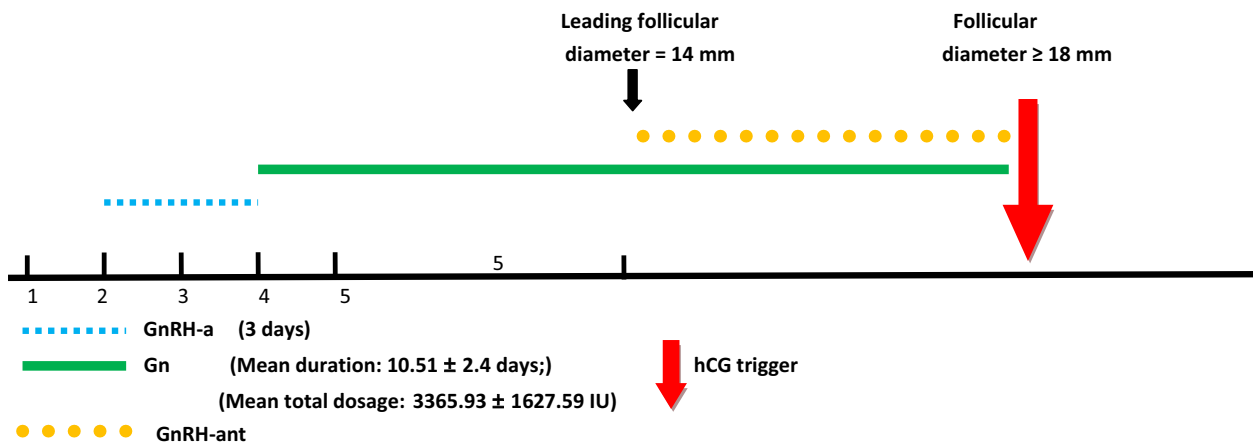 Leading follicular
diameter = 14 mm
Follicular
diameter ≥ 18 mm
5
1 2 3 4 5
GnRH-a (3 days)
Gn (Mean duration: 10.51 ± 2.4 days;)
(Mean total dosage: 3365.93 ± 1627.59 IU)
GnRH-ant
hCG trigger